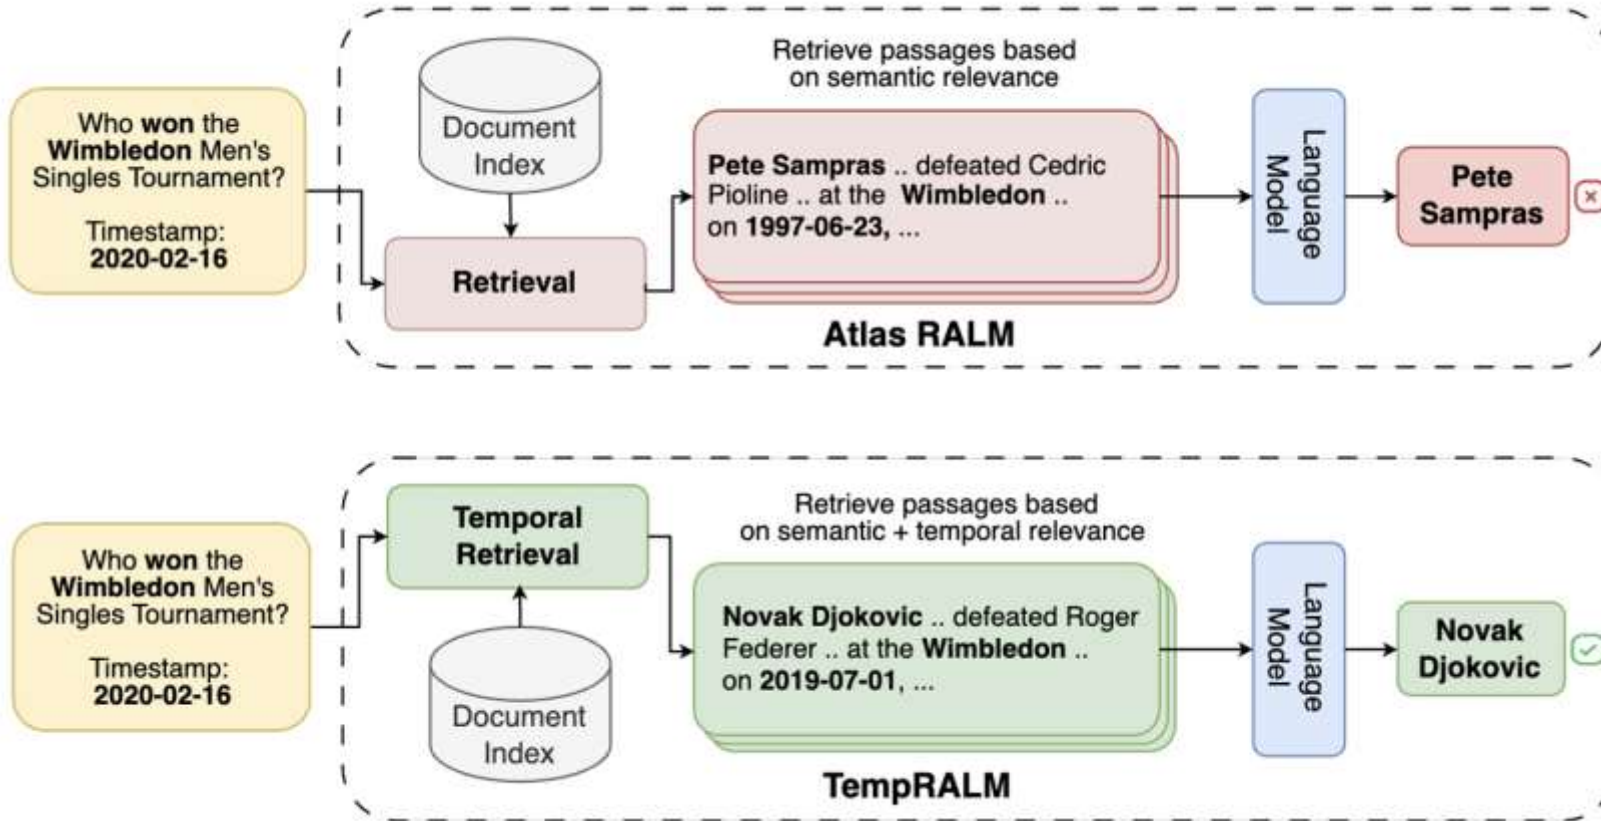 Who won the
Wimbledon Men's
Singles Tournament?
Timestamp:
2020-02-16
Document
Index
Retrieval
Retrieve passages based
on semantic relevance
Pete Sampras .. defeated Cedric
Pioline .. at the Wimbledon ..
on 1997-06-23, ...
Language
Model
Pete
Sampras
Atlas RALM
Who won the
Wimbledon Men's
Singles Tournament?
Timestamp:
2020-02-16
Temporal
Retrieval
Document
Index
Retrieve passages based
on semantic + temporal relevance
Novak Djokovic .. defeated Roger
Federer .. at the Wimbledon ..
on 2019-07-01, ...
Language
Model
Novak
Djokovic
TempRALM